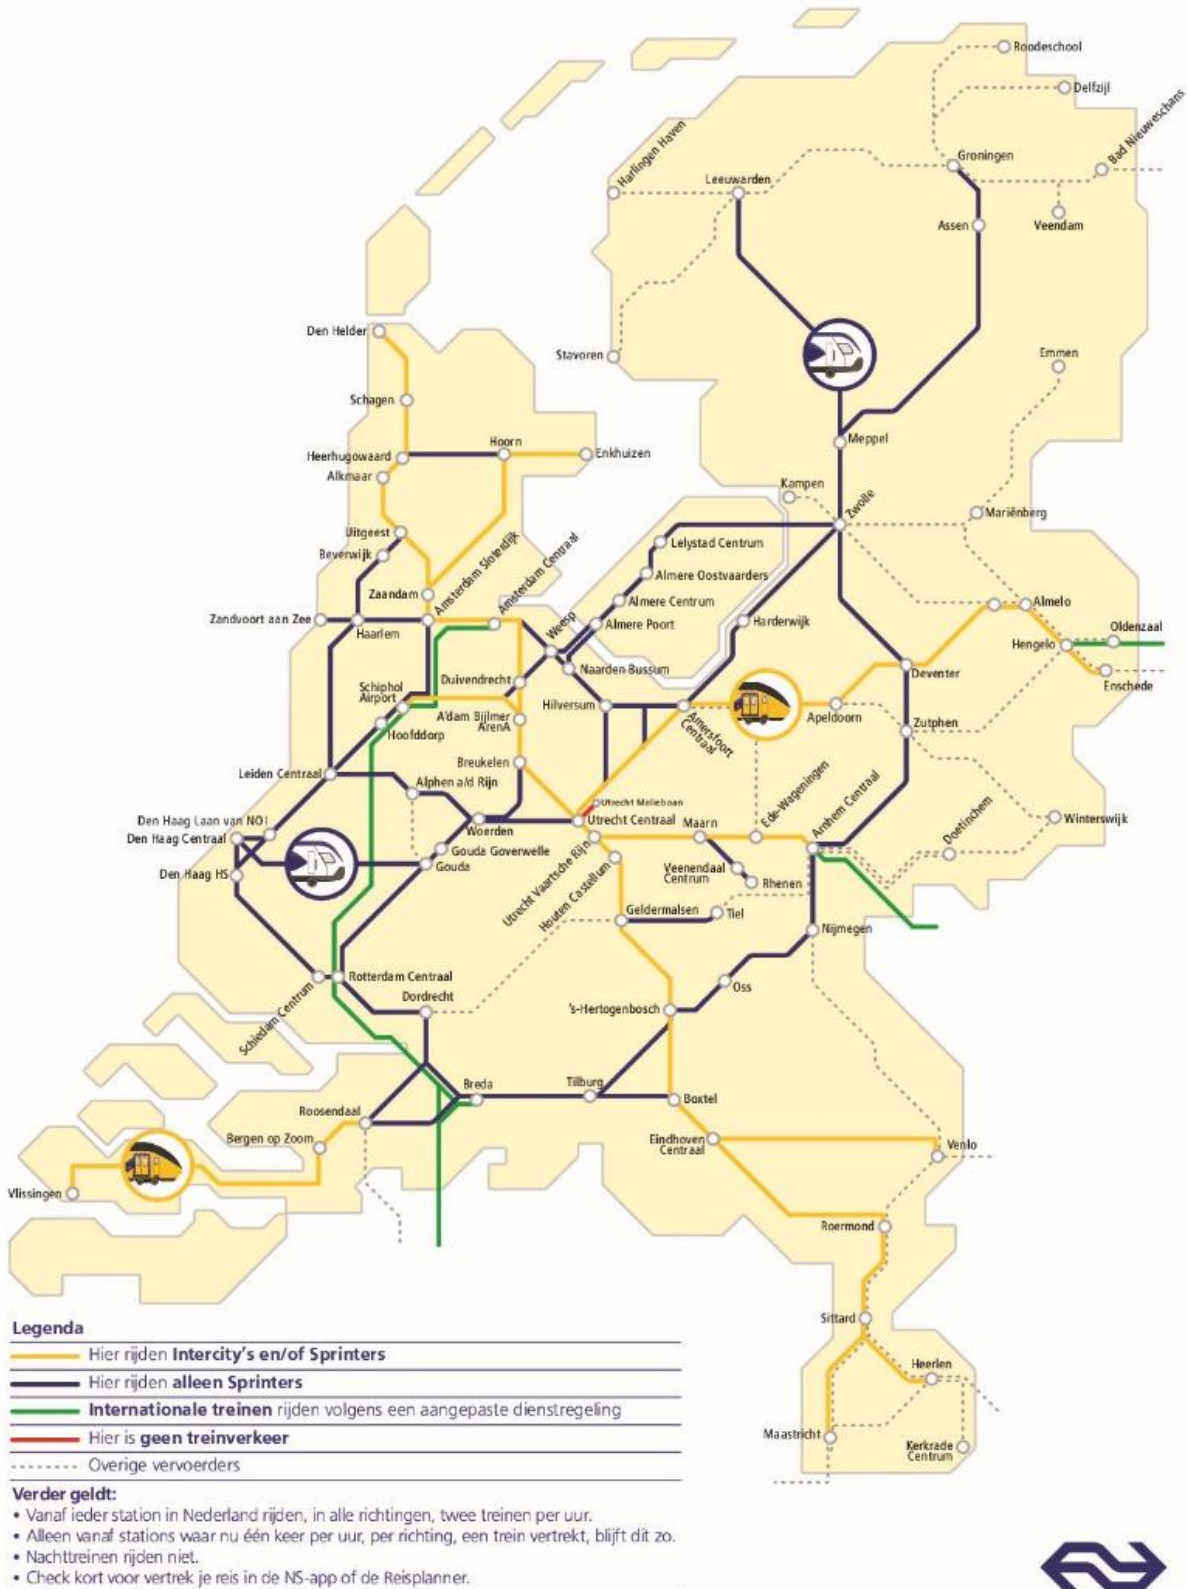 Roodeschool
Delfzijl
Bad Nieuweschans
Harlingen Haven
Groningen
Leeuwarden
Assen
Veendam
Den Helder
Stavoren
Emmen
Schagen
Hoorn
Meppel
Heerhugowaard
Enkhuizen
Alkmaar
Kampen
Zwolle
Mariënberg
Uitgeest
Amsterdam Sloterdijk
Amsterdam Centraal
Lelystad Centrum
Beverwijk
Almere Oostvaarders
Zaandam
Almere Centrum
Almelo
Zandvoort aan Zee
Haarlem
Weesp
Almere Poort
Harderwijk
Oldenzaal
Hengelo
Naarden-Bussum
Duivendrecht
Deventer
Enschede
Schiphol
Airport
Hilversum
Amersfoort
Centraal
Apeldoorn
A'dam Bijlmer
ArenA
Zutphen
Hoofddorp
Breukelen
Leiden Centraal
Alphen a/d Rijn
Ede-Wageningen
Arnhem Centraal
Utrecht Maliebaan
Den Haag Laan van NOI
Woerden
Utrecht Centraal
Maarn
Doetinchem
Winterswijk
Den Haag Centraal
Gouda Goverwelle
Gouda
Den Haag HS
Utrecht Vaartsche Rijn
Houten Castellum
Veenendaal
Centrum
Rhenen
Geldermalsen
Tiel
Nijmegen
Schiedam Centrum
Rotterdam Centraal
Oss
Dordrecht
's-Hertogenbosch
Breda
Tilburg
Boxtel
Roosendaal
Bergen op Zoom
Eindhoven
Centraal
Venlo
Vlissingen
Roermond
Sittard
Heerlen
Maastricht
Kerkrade
Centrum
Legenda
Hier rijden Intercity's en/of Sprinters
Hier rijden alleen Sprinters
Internationale treinen rijden volgens een aangepaste dienstregeling
Hier is geen treinverkeer
Overige vervoerders
Verder geldt:
• Vanaf ieder station in Nederland rijden, in alle richtingen, twee treinen per uur.
• Alleen vanaf stations waar nu één keer per uur, per richting, een trein vertrekt, blijft dit zo.
• Nachttreinen rijden niet.
• Check kort voor vertrek je reis in de NS-app of de Reisplanner.